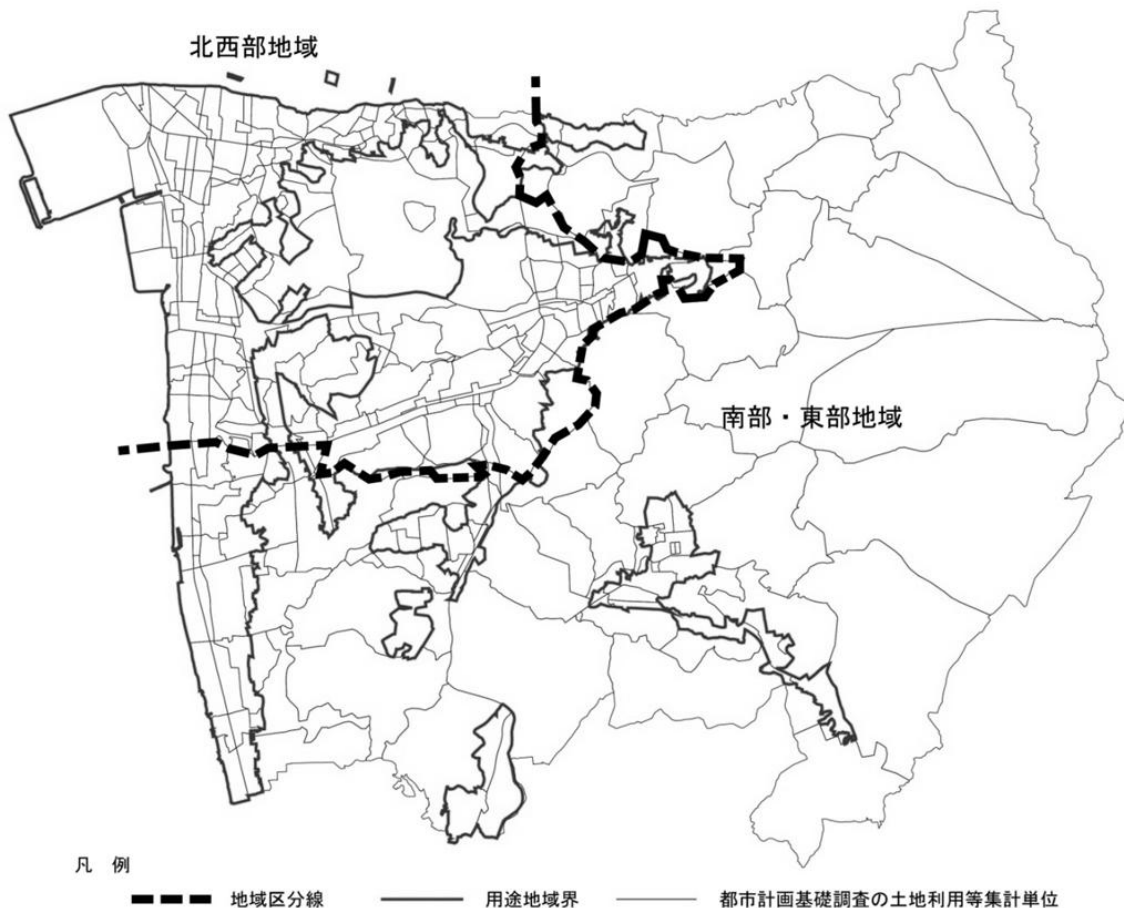 北西部地域
南部・東部地域
凡 例
地域区分線
用途地域界
都市計画基礎調査の土地利用等集計単位